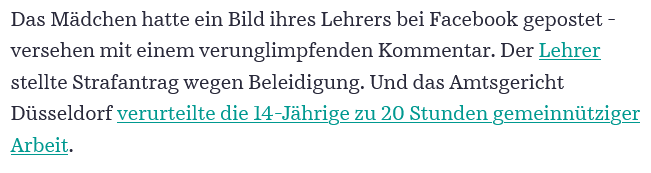 Das Mädchen hatte ein Bild ihres Lehrers bei Facebook gepostet -
versehen mit einem verunglimpfenden Kommentar. Der Lehrer
stellte Strafantrag wegen Beleidigung. Und das Amtsgericht
Düsseldorf verurteilte die 14-Jährige zu 20 Stunden gemeinnütziger
Arbeit.